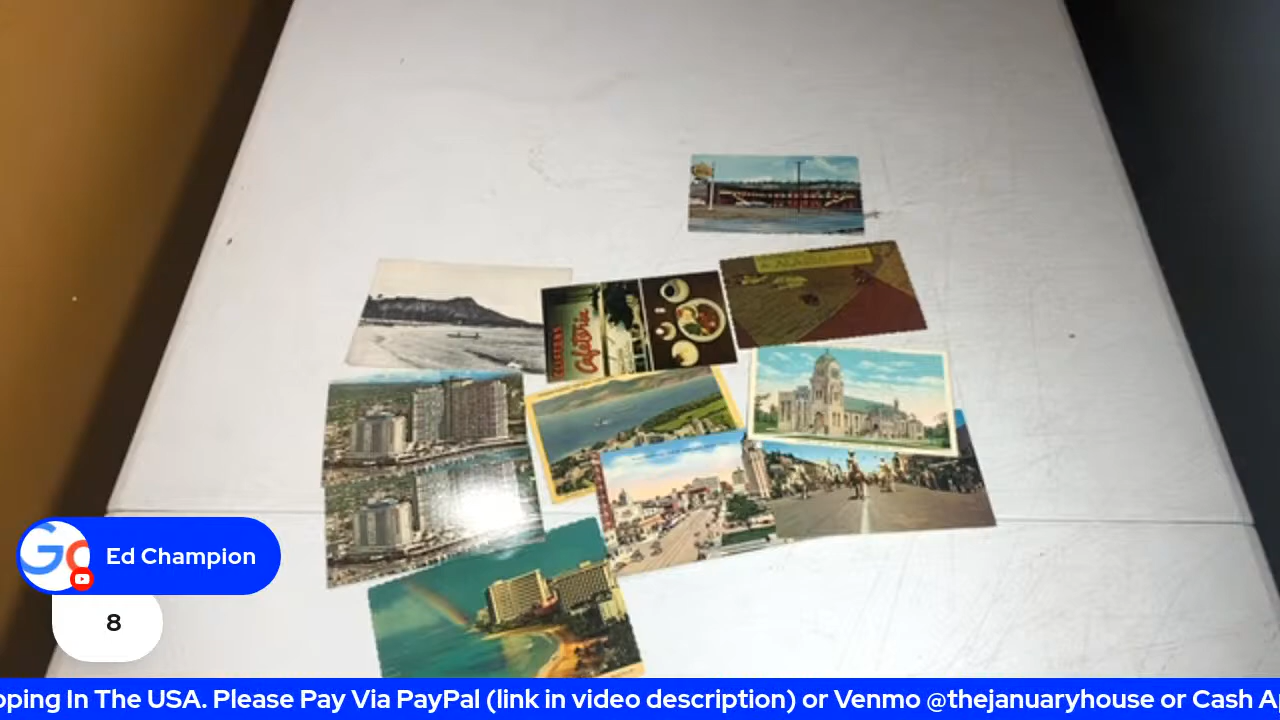 Cafeteria
Ed Champion
8
pping In The USA. Please Pay Via PayPal (link in video description) or Venmo @thejanuaryhouse or Cash A